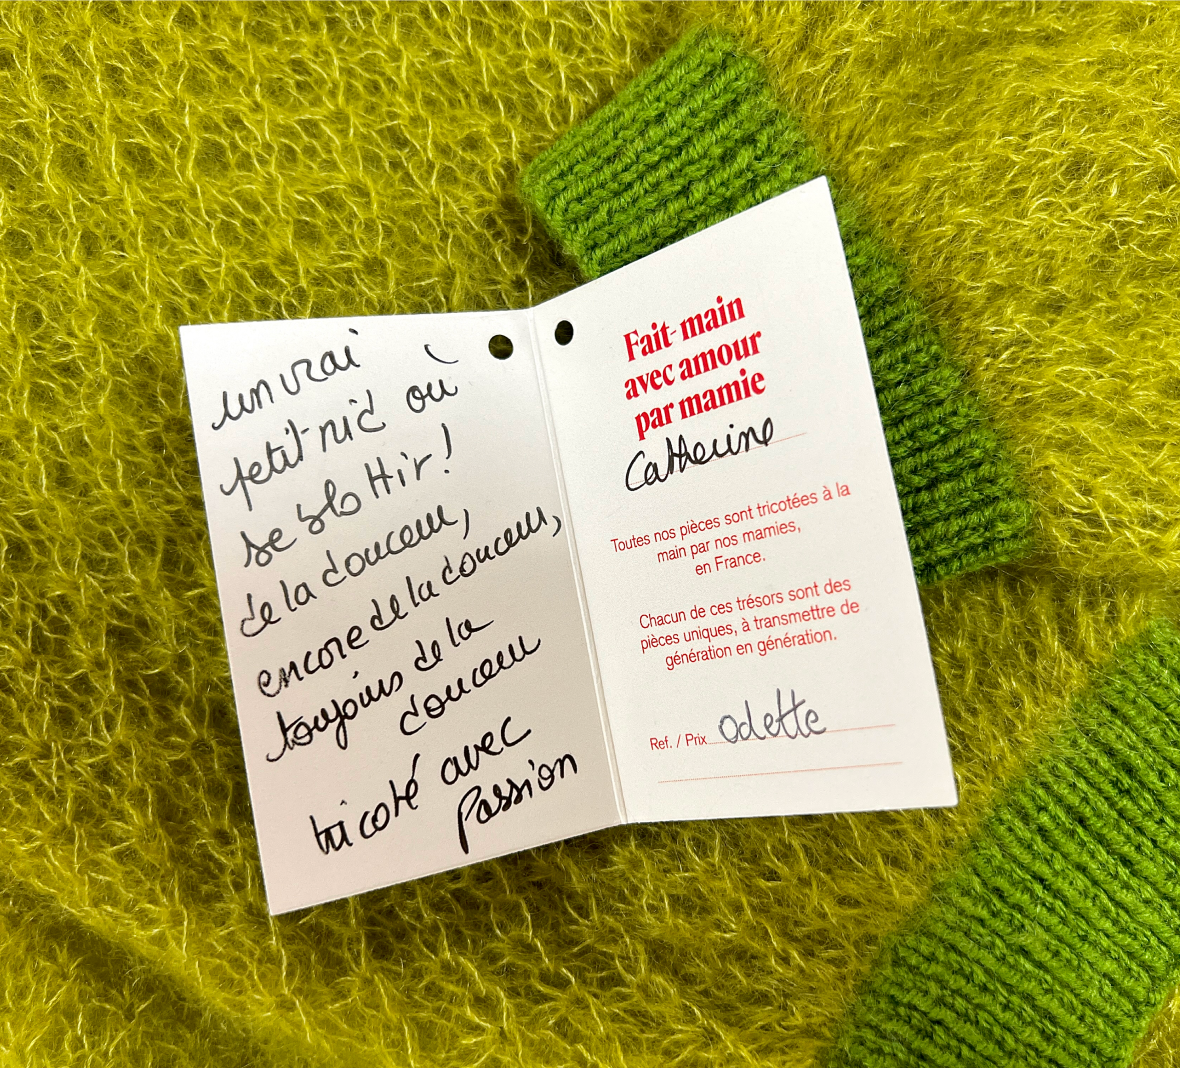 un vrai
petit nid où
se blottir !
de la douceur,
encore de la douceur,
toujours de la
douceur
tricoté avec
passion
Fait-main
avec amour
par mamie
Catherine
Toutes nos pièces sont tricotées à la
main par nos mamies,
en France.
Chacun de ces trésors sont des
pièces uniques, à transmettre de
génération en génération.
Ref. / Prix odette